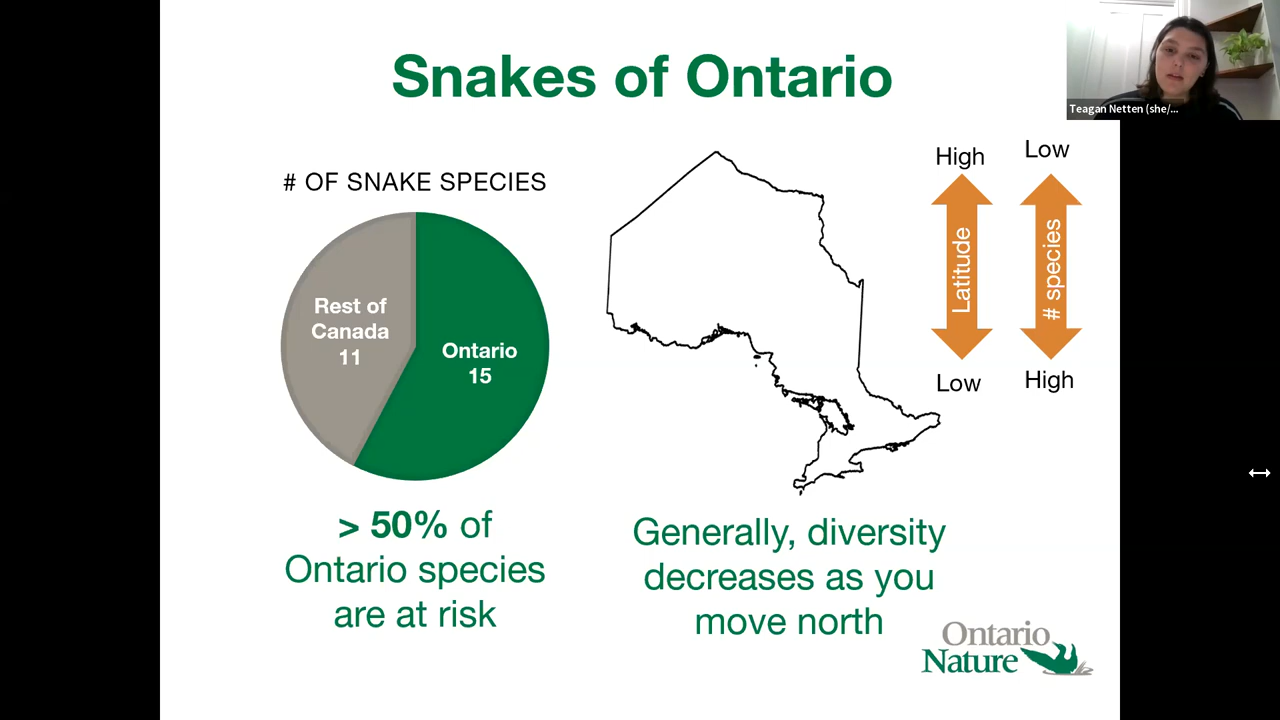 Snakes of Ontario
Teagan Netten (she/...
# OF SNAKE SPECIES
Rest of
Canada
11
Ontario
15
> 50% of
Ontario species
are at risk
High
Low
Latitude
# species
Low
High
Generally, diversity
decreases as you
move north
Ontario
Nature